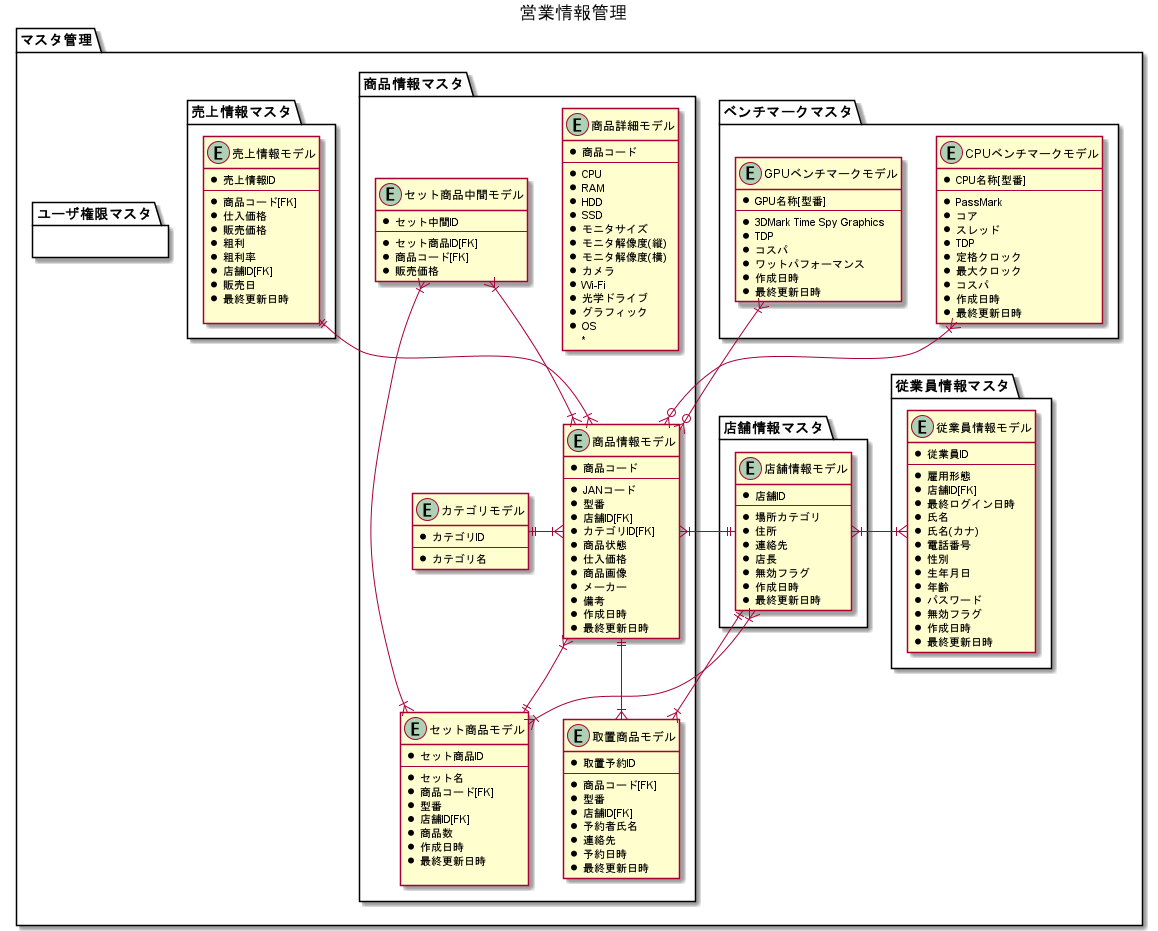 営業情報管理
マスタ管理
ユーザ権限マスタ
売上情報マスタ
E 売上情報モデル
売上情報ID
商品コード[FK]
仕入価格
販売価格
粗利
粗利率
店舗ID[FK]
販売日
最終更新日時
商品情報マスタ
E セット商品中間モデル
セット中間ID
セット商品ID[FK]
商品コード[FK]
販売価格
E 商品詳細モデル
商品コード
CPU
RAM
HDD
SSD
モニタサイズ
モニタ解像度(縦)
モニタ解像度(横)
カメラ
Wi-Fi
光学ドライブ
グラフィック
OS
*
ベンチマークマスタ
E GPUベンチマークモデル
GPU名称[型番]
3DMark Time Spy Graphics
TDP
コスパ
ワットパフォーマンス
作成日時
最終更新日時
E CPUベンチマークモデル
CPU名称[型番]
PassMark
コア
スレッド
TDP
定格クロック
最大クロック
コスパ
作成日時
最終更新日時
E カテゴリモデル
カテゴリID
カテゴリ名
E 商品情報モデル
商品コード
JANコード
型番
店舗ID[FK]
カテゴリID[FK]
商品状態
仕入価格
商品画像
メーカー
備考
作成日時
最終更新日時
店舗情報マスタ
E 店舗情報モデル
店舗ID
場所カテゴリ
住所
連絡先
店長
無効フラグ
作成日時
最終更新日時
従業員情報マスタ
E 従業員情報モデル
従業員ID
雇用形態
店舗ID[FK]
最終ログイン日時
氏名
氏名(カナ)
電話番号
性別
生年月日
年齢
パスワード
無効フラグ
作成日時
最終更新日時
E セット商品モデル
セット商品ID
セット名
商品コード[FK]
型番
店舗ID[FK]
商品数
作成日時
最終更新日時
E 取置商品モデル
取置予約ID
商品コード[FK]
型番
店舗ID[FK]
予約者氏名
連絡先
予約日時
最終更新日時